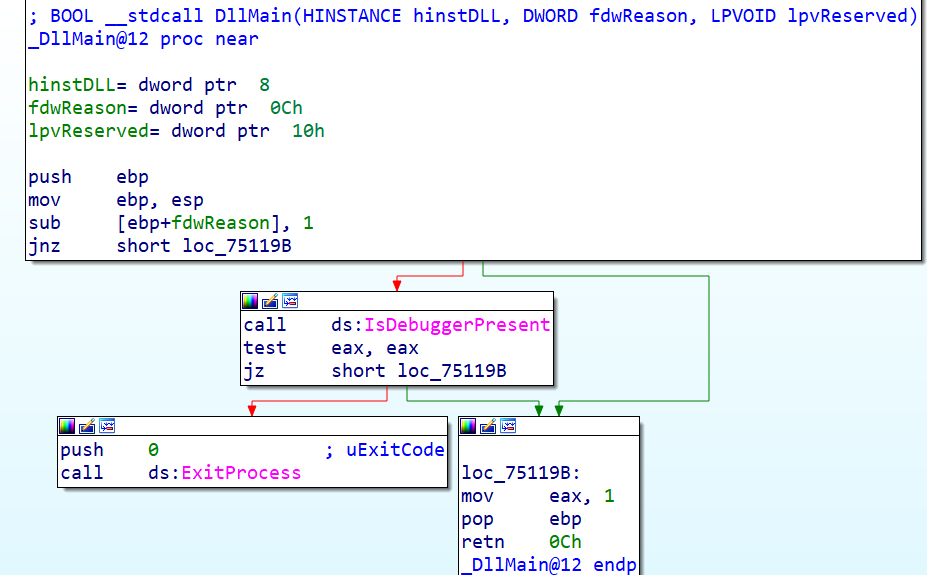 ; BOOL __stdcall DllMain(HINSTANCE hinstDLL, DWORD fdwReason, LPVOID lpvReserved)
_DllMain@12 proc near
hinstDLL= dword ptr  8
fdwReason= dword ptr  0Ch
lpvReserved= dword ptr  10h
push    ebp
mov     ebp, esp
sub     [ebp+fdwReason], 1
jnz     short loc_75119B
call    ds:IsDebuggerPresent
test    eax, eax
jz      short loc_75119B
push    0               ; uExitCode
call    ds:ExitProcess
loc_75119B:
mov     eax, 1
pop     ebp
retn    0Ch
_DllMain@12 endp